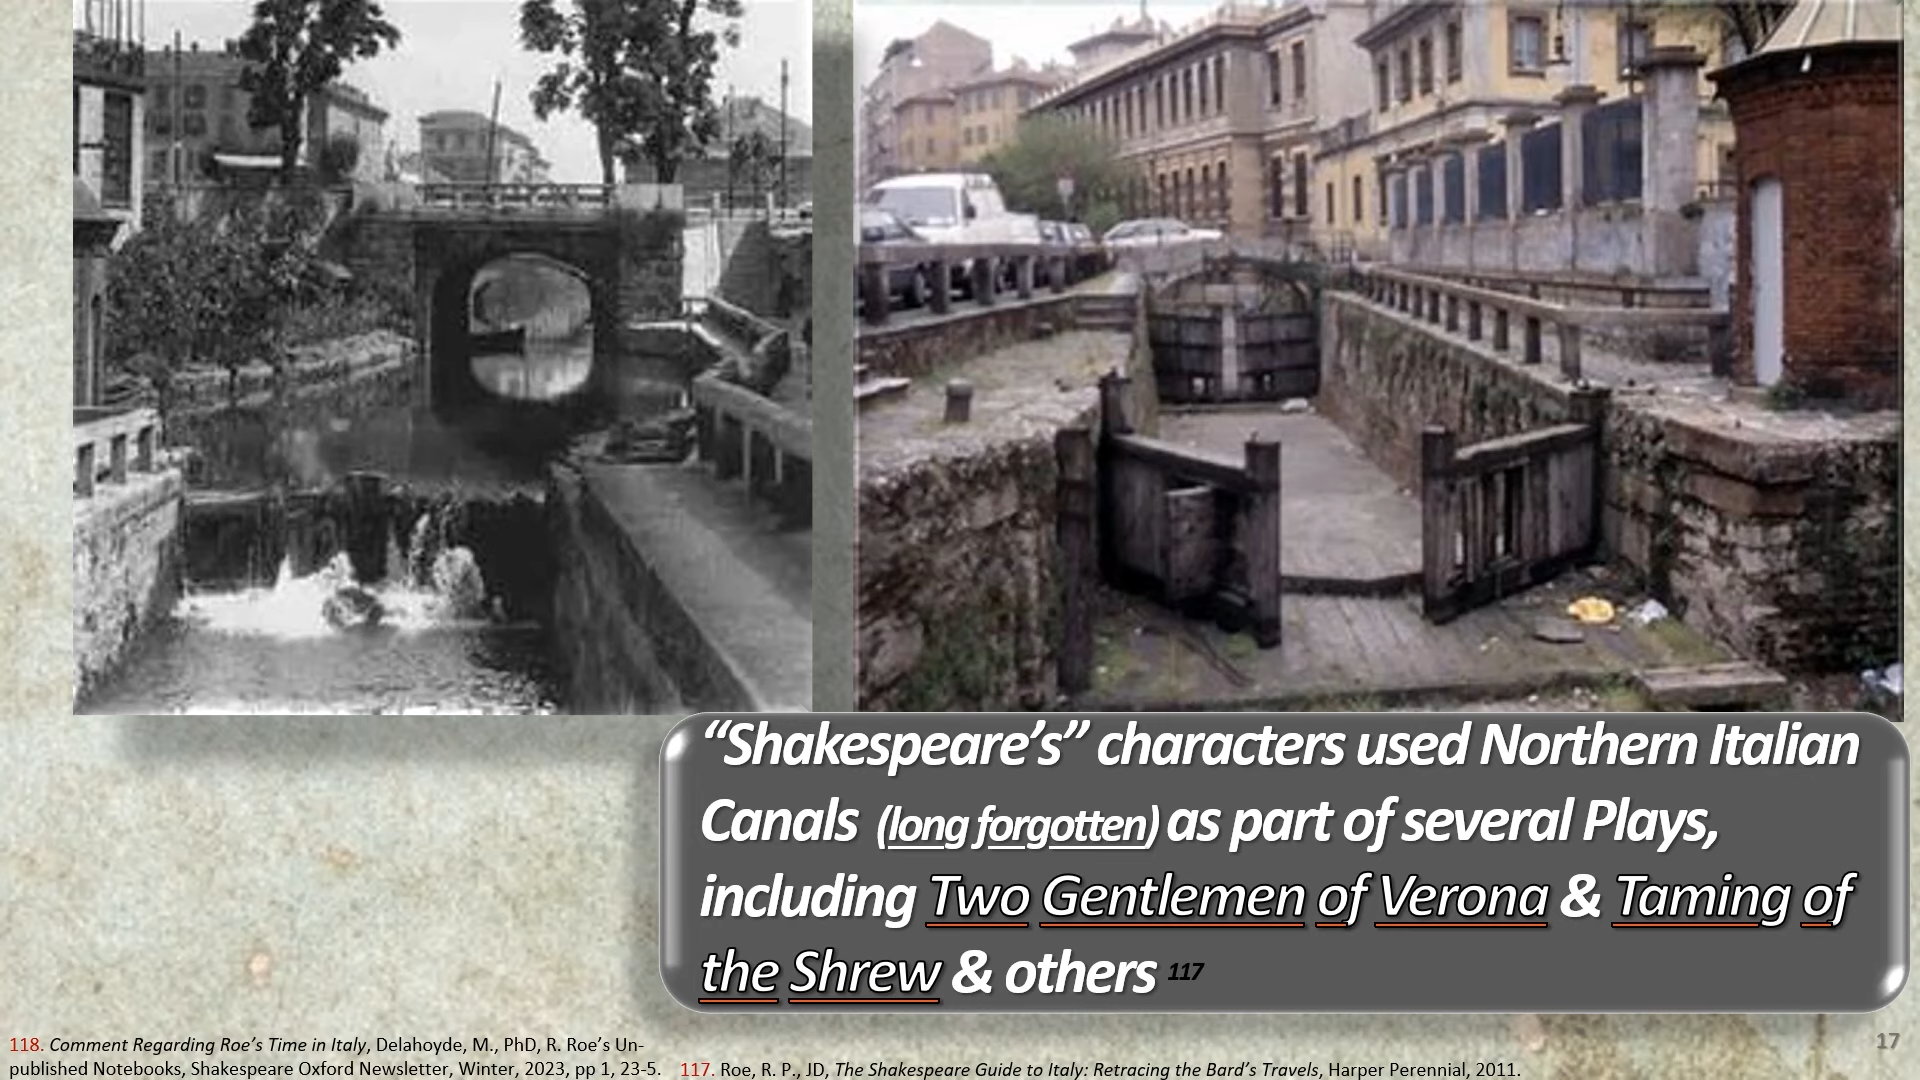 “Shakespeare’s” characters used Northern Italian
Canals (long forgotten) as part of several Plays,
including Two Gentlemen of Verona & Taming of
the Shrew & others 117
118. Comment Regarding Roe’s Time in Italy, Delahoyde, M., PhD, R. Roe’s Un-
published Notebooks, Shakespeare Oxford Newsletter, Winter, 2023, pp 1, 23-5.
117. Roe, R. P., JD, The Shakespeare Guide to Italy: Retracing the Bard’s Travels, Harper Perennial, 2011.
17